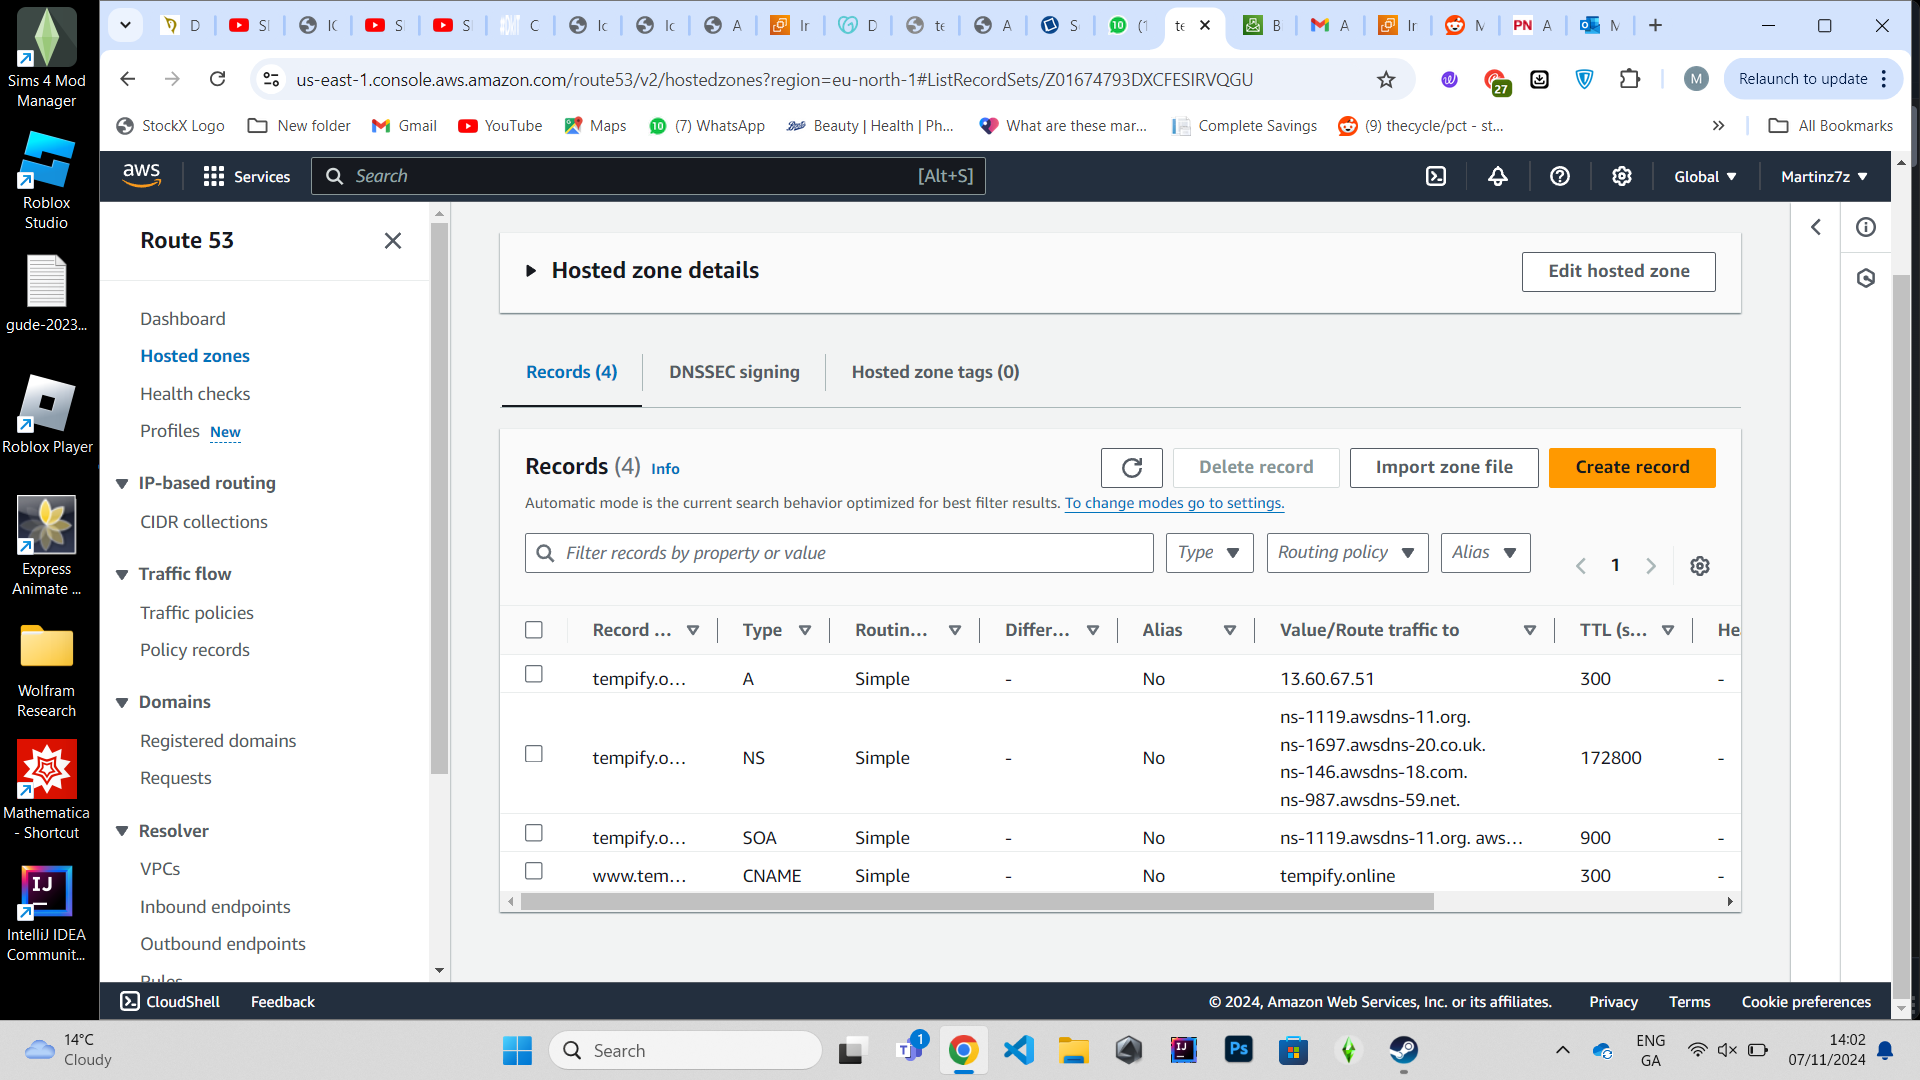 D
SI
IC
S
SI
C
Ic
Ic
A
Ir
D
te
A
S
(1
te
B
A
Ir
M
A
M
us-east-1.console.aws.amazon.com/route53/v2/hostedzones?region=eu-north-1#ListRecordSets/Z01674793DXCFESIRVQGU
27
M
Relaunch to update
StockX Logo
New folder
Gmail
YouTube
Maps
(7) WhatsApp
Beauty | Health | Ph...
What are these mar...
Complete Savings
(9) thecycle/pct - st...
All Bookmarks
aws
Services
Search
[Alt+S]
Global
Martinz7z
Sims 4 Mod
Manager
Roblox
Studio
gude-2023...
Roblox Player
Express
Animate ...
Wolfram
Research
Mathematica
- Shortcut
IntelliJ IDEA
Communit...
Route 53
Dashboard
Hosted zones
Health checks
Profiles New
IP-based routing
CIDR collections
Traffic flow
Traffic policies
Policy records
Domains
Registered domains
Requests
Resolver
VPCs
Inbound endpoints
Outbound endpoints
Rules
Hosted zone details
Edit hosted zone
Records (4)
DNSSEC signing
Hosted zone tags (0)
Records (4) Info
Delete record
Import zone file
Create record
Automatic mode is the current search behavior optimized for best filter results. To change modes go to settings.
Filter records by property or value
Type
Routing policy
Alias
1
Record ... Type Routin... Differ... Alias Value/Route traffic to TTL (s... He
tempify.o... A Simple - No 13.60.67.51 300 -
ns-1119.awsdns-11.org.
ns-1697.awsdns-20.co.uk.
tempify.o... NS Simple - No 172800 -
ns-146.awsdns-18.com.
ns-987.awsdns-59.net.
tempify.o... SOA Simple - No ns-1119.awsdns-11.org. aws... 900 -
www.tem... CNAME Simple - No tempify.online 300 -
CloudShell
Feedback
© 2024, Amazon Web Services, Inc. or its affiliates.
Privacy
Terms
Cookie preferences
14°C
Cloudy
Search
1
ENG
GA
14:02
07/11/2024